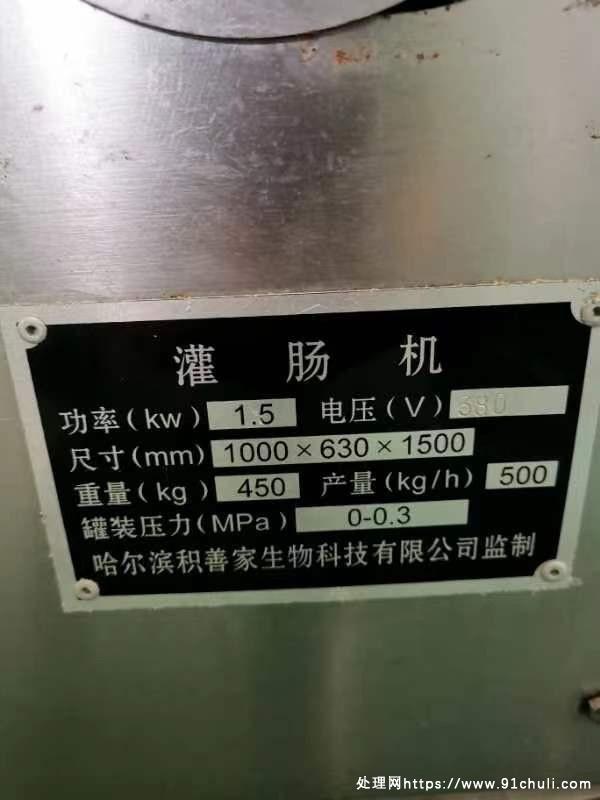 灌肠机
功率(kw) 1.5 电压(V) 380
尺寸(mm) 1000×630×1500
重量(kg) 450 产量(kg/h) 500
罐装压力(MPa) 0-0.3
哈尔滨积善家生物科技有限公司监制
处理网https://www.91chuli.com/